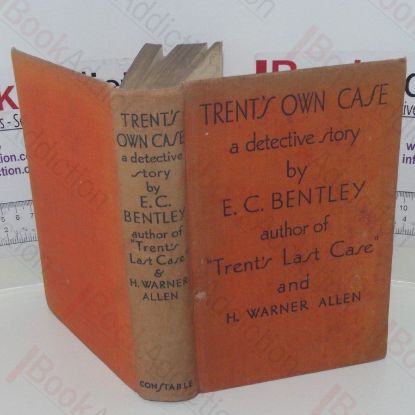 TRENT'S
OWN CASE
a detective
story
by
E. C.
BENTLEY
author of
"Trent's
Last Case"
&
H. WARNER
ALLEN
CONSTABLE
TRENT'S OWN CASE
a detective story
by
E. C. BENTLEY
author of
"Trent's Last Case"
and
H. WARNER ALLEN
BookAddiction